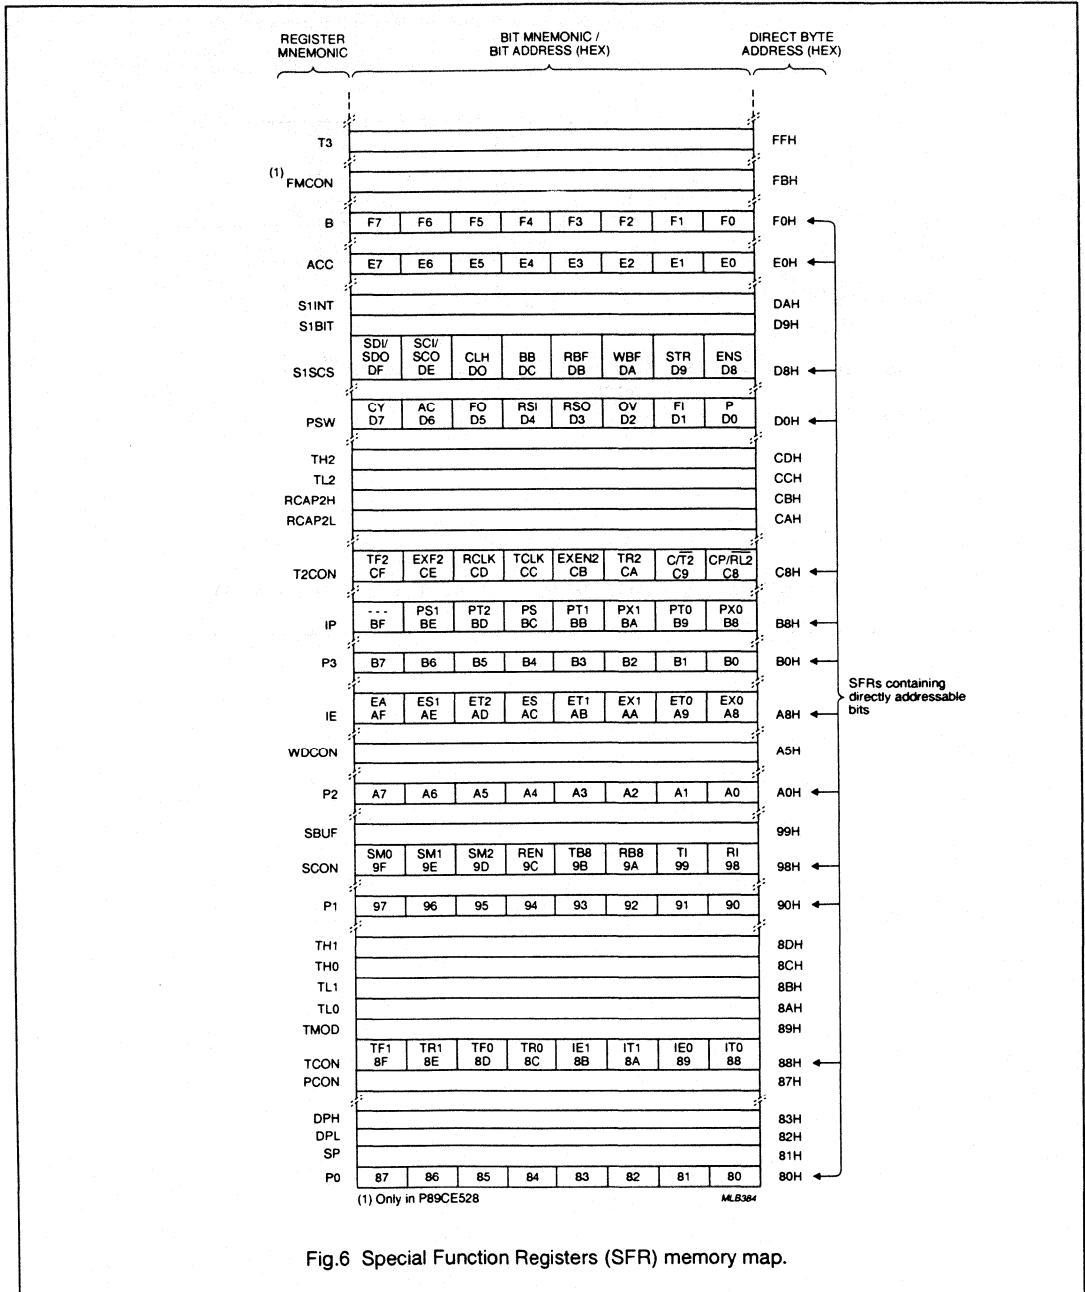 REGISTER MNEMONIC
BIT MNEMONIC / BIT ADDRESS (HEX)
DIRECT BYTE ADDRESS (HEX)
T3 FFH
(1) FMCON FBH
B F7 F6 F5 F4 F3 F2 F1 F0 F0H
ACC E7 E6 E5 E4 E3 E2 E1 E0 E0H
S1INT DAH
S1BIT D9H
SDI/ SCI/
SDO SCO CLH BB RBF WBF STR ENS
S1SCS DF DE DO DC DB DA D9 D8 D8H
CY AC FO RSI RSO OV FI P
PSW D7 D6 D5 D4 D3 D2 D1 D0 D0H
TH2 CDH
TL2 CCH
RCAP2H CBH
RCAP2L CAH
TF2 EXF2 RCLK TCLK EXEN2 TR2 C/T2 CP/RL2
T2CON CF CE CD CC CB CA C9 C8 C8H
--- PS1 PT2 PS PT1 PX1 PT0 PX0
IP BF BE BD BC BB BA B9 B8 B8H
P3 B7 B6 B5 B4 B3 B2 B1 B0 B0H
SFRs containing
directly addressable
bits
EA ES1 ET2 ES ET1 EX1 ET0 EX0
IE AF AE AD AC AB AA A9 A8 A8H
WDCON A5H
P2 A7 A6 A5 A4 A3 A2 A1 A0 A0H
SBUF 99H
SM0 SM1 SM2 REN TB8 RB8 TI RI
SCON 9F 9E 9D 9C 9B 9A 99 98 98H
P1 97 96 95 94 93 92 91 90 90H
TH1 8DH
TH0 8CH
TL1 8BH
TL0 8AH
TMOD 89H
TF1 TR1 TF0 TR0 IE1 IT1 IE0 IT0
TCON 8F 8E 8D 8C 8B 8A 89 88 88H
PCON 87H
DPH 83H
DPL 82H
SP 81H
P0 87 86 85 84 83 82 81 80 80H
(1) Only in P89CE528 MLB384
Fig.6 Special Function Registers (SFR) memory map.